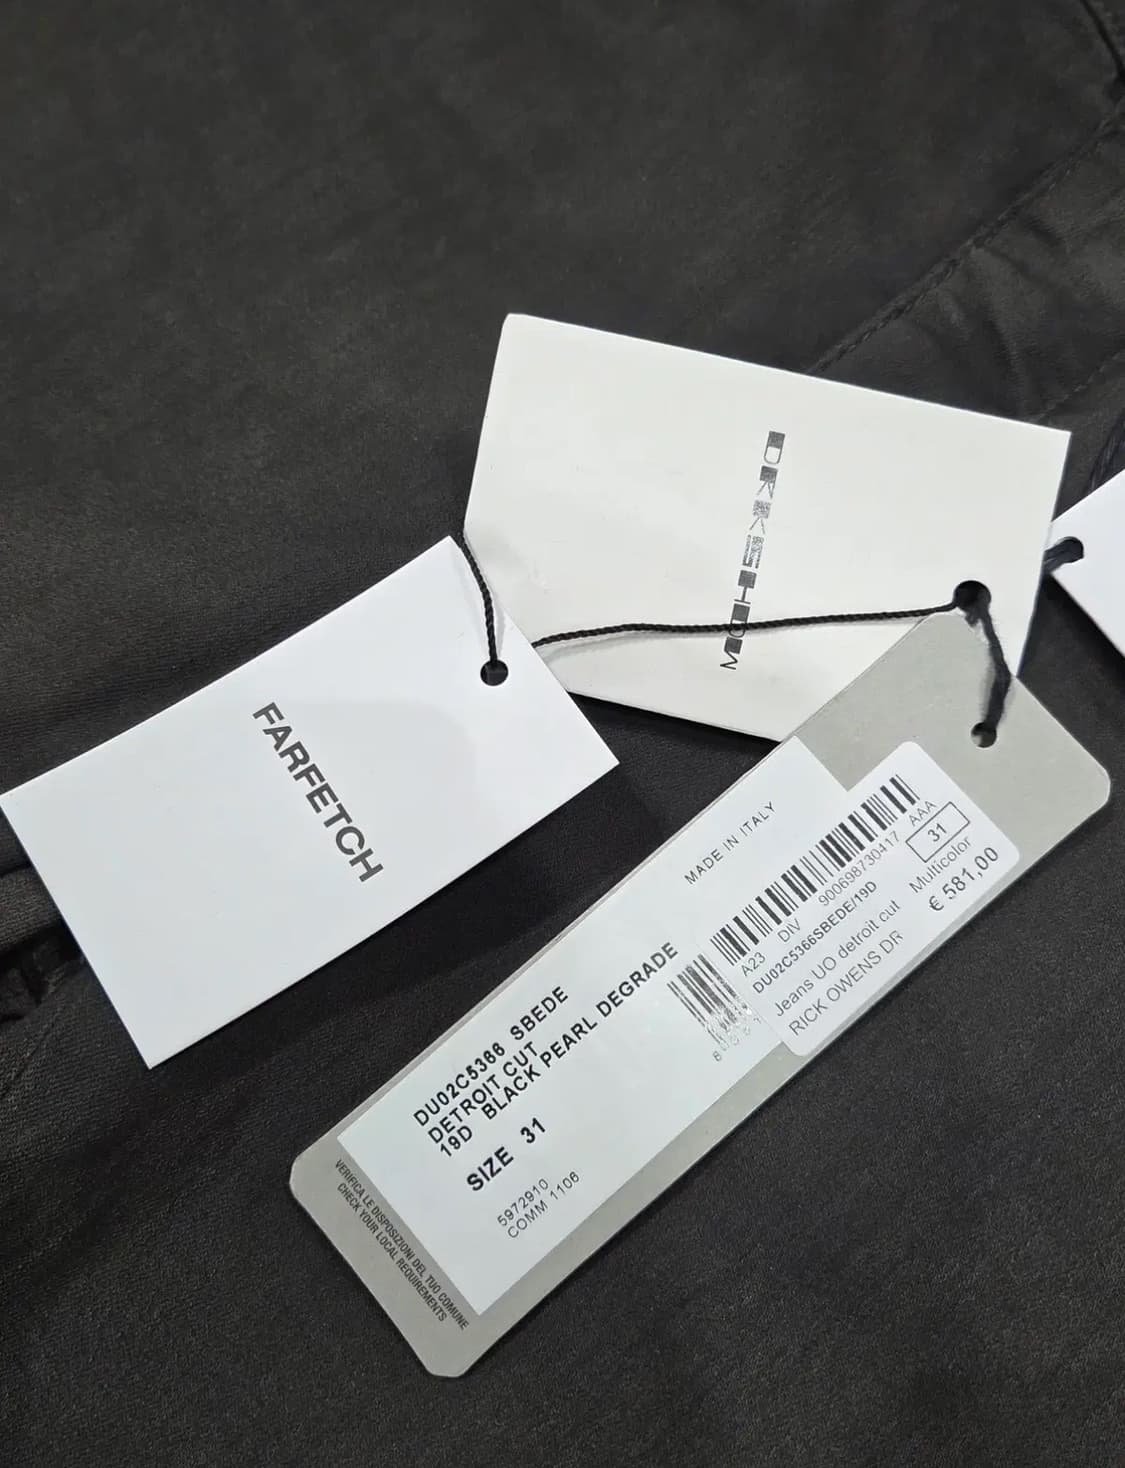 DRKSHDW
FARFETCH
MADE IN ITALY
AAA
31
A23 DIV 900698730417 Multicolor
DU02C5366SBEDE/19D
€ 581,00
Jeans UO detroit cut
RICK OWENS DR
DU02C5366 SBEDE
DETROIT CUT
19D BLACK PEARL DEGRADE
SIZE 31
5972910
COMM 1106
VERIFICA LE DISPOSIZIONI DEL TUO COMUNE
CHECK YOUR LOCAL REQUIREMENTS